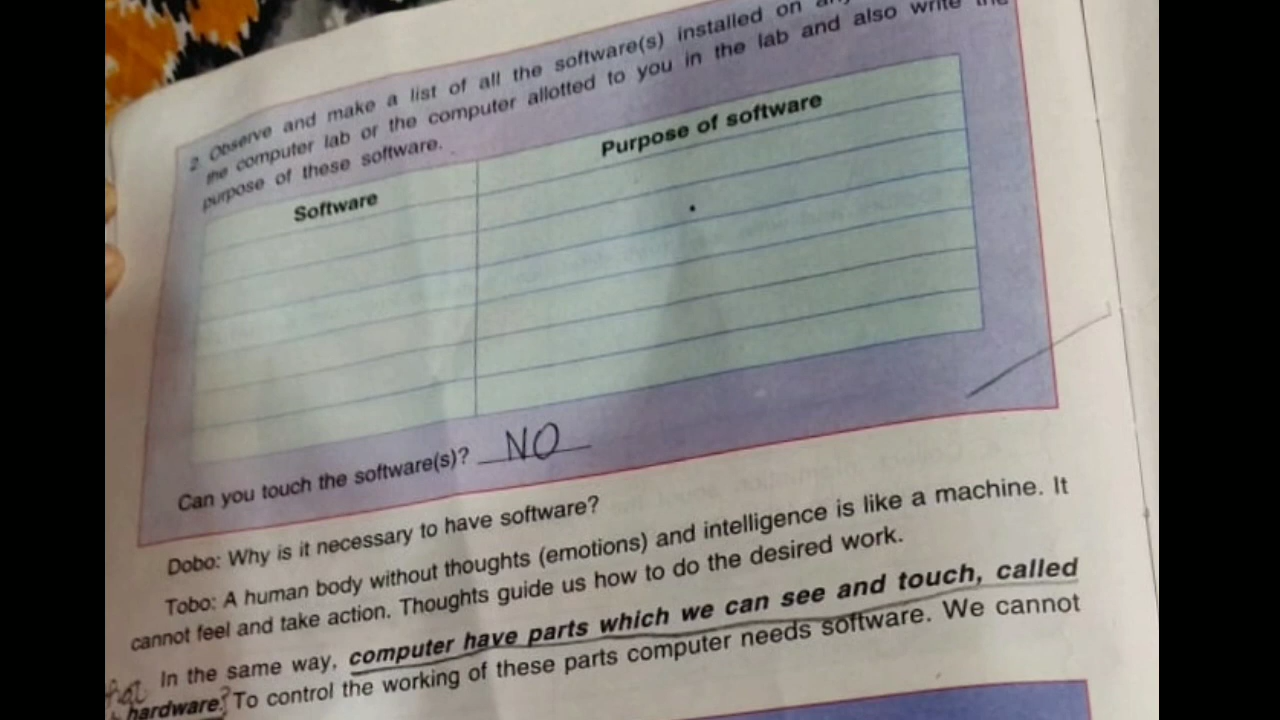 2. Observe and make a list of all the software(s) installed on
the computer lab or the computer allotted to you in the lab and also write the
purpose of these software.
Software Purpose of software
Can you touch the software(s)? NO
Dobo: Why is it necessary to have software?
Tobo: A human body without thoughts (emotions) and intelligence is like a machine. It
cannot feel and take action. Thoughts guide us how to do the desired work.
In the same way, computer have parts which we can see and touch, called
hardware. To control the working of these parts computer needs software. We cannot